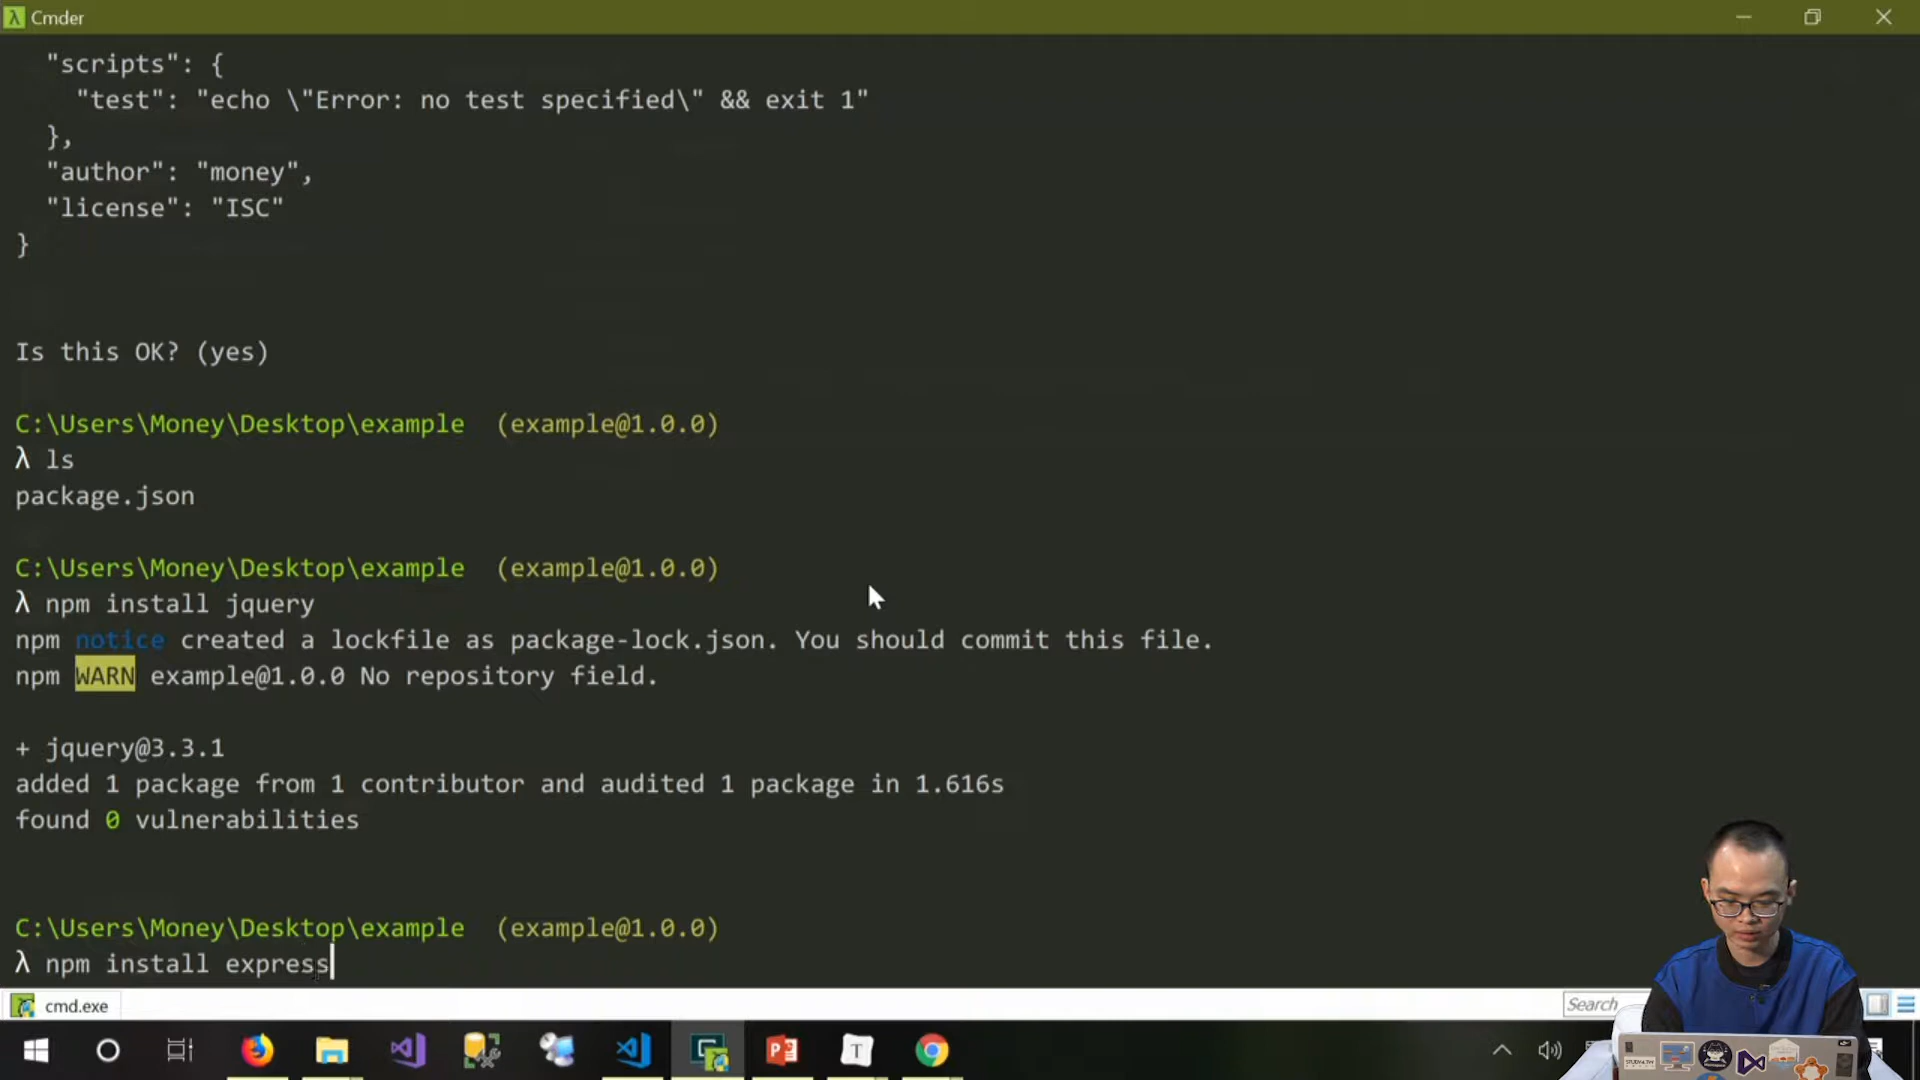 λ Cmder
"scripts": {
"test": "echo \"Error: no test specified\" && exit 1"
},
"author": "money",
"license": "ISC"
}
Is this OK? (yes)
C:\Users\Money\Desktop\example (example@1.0.0)
λ ls
package.json
C:\Users\Money\Desktop\example (example@1.0.0)
λ npm install jquery
npm notice created a lockfile as package-lock.json. You should commit this file.
npm WARN example@1.0.0 No repository field.
+ jquery@3.3.1
added 1 package from 1 contributor and audited 1 package in 1.616s
found 0 vulnerabilities
C:\Users\Money\Desktop\example (example@1.0.0)
λ npm install express
cmd.exe
Search
T